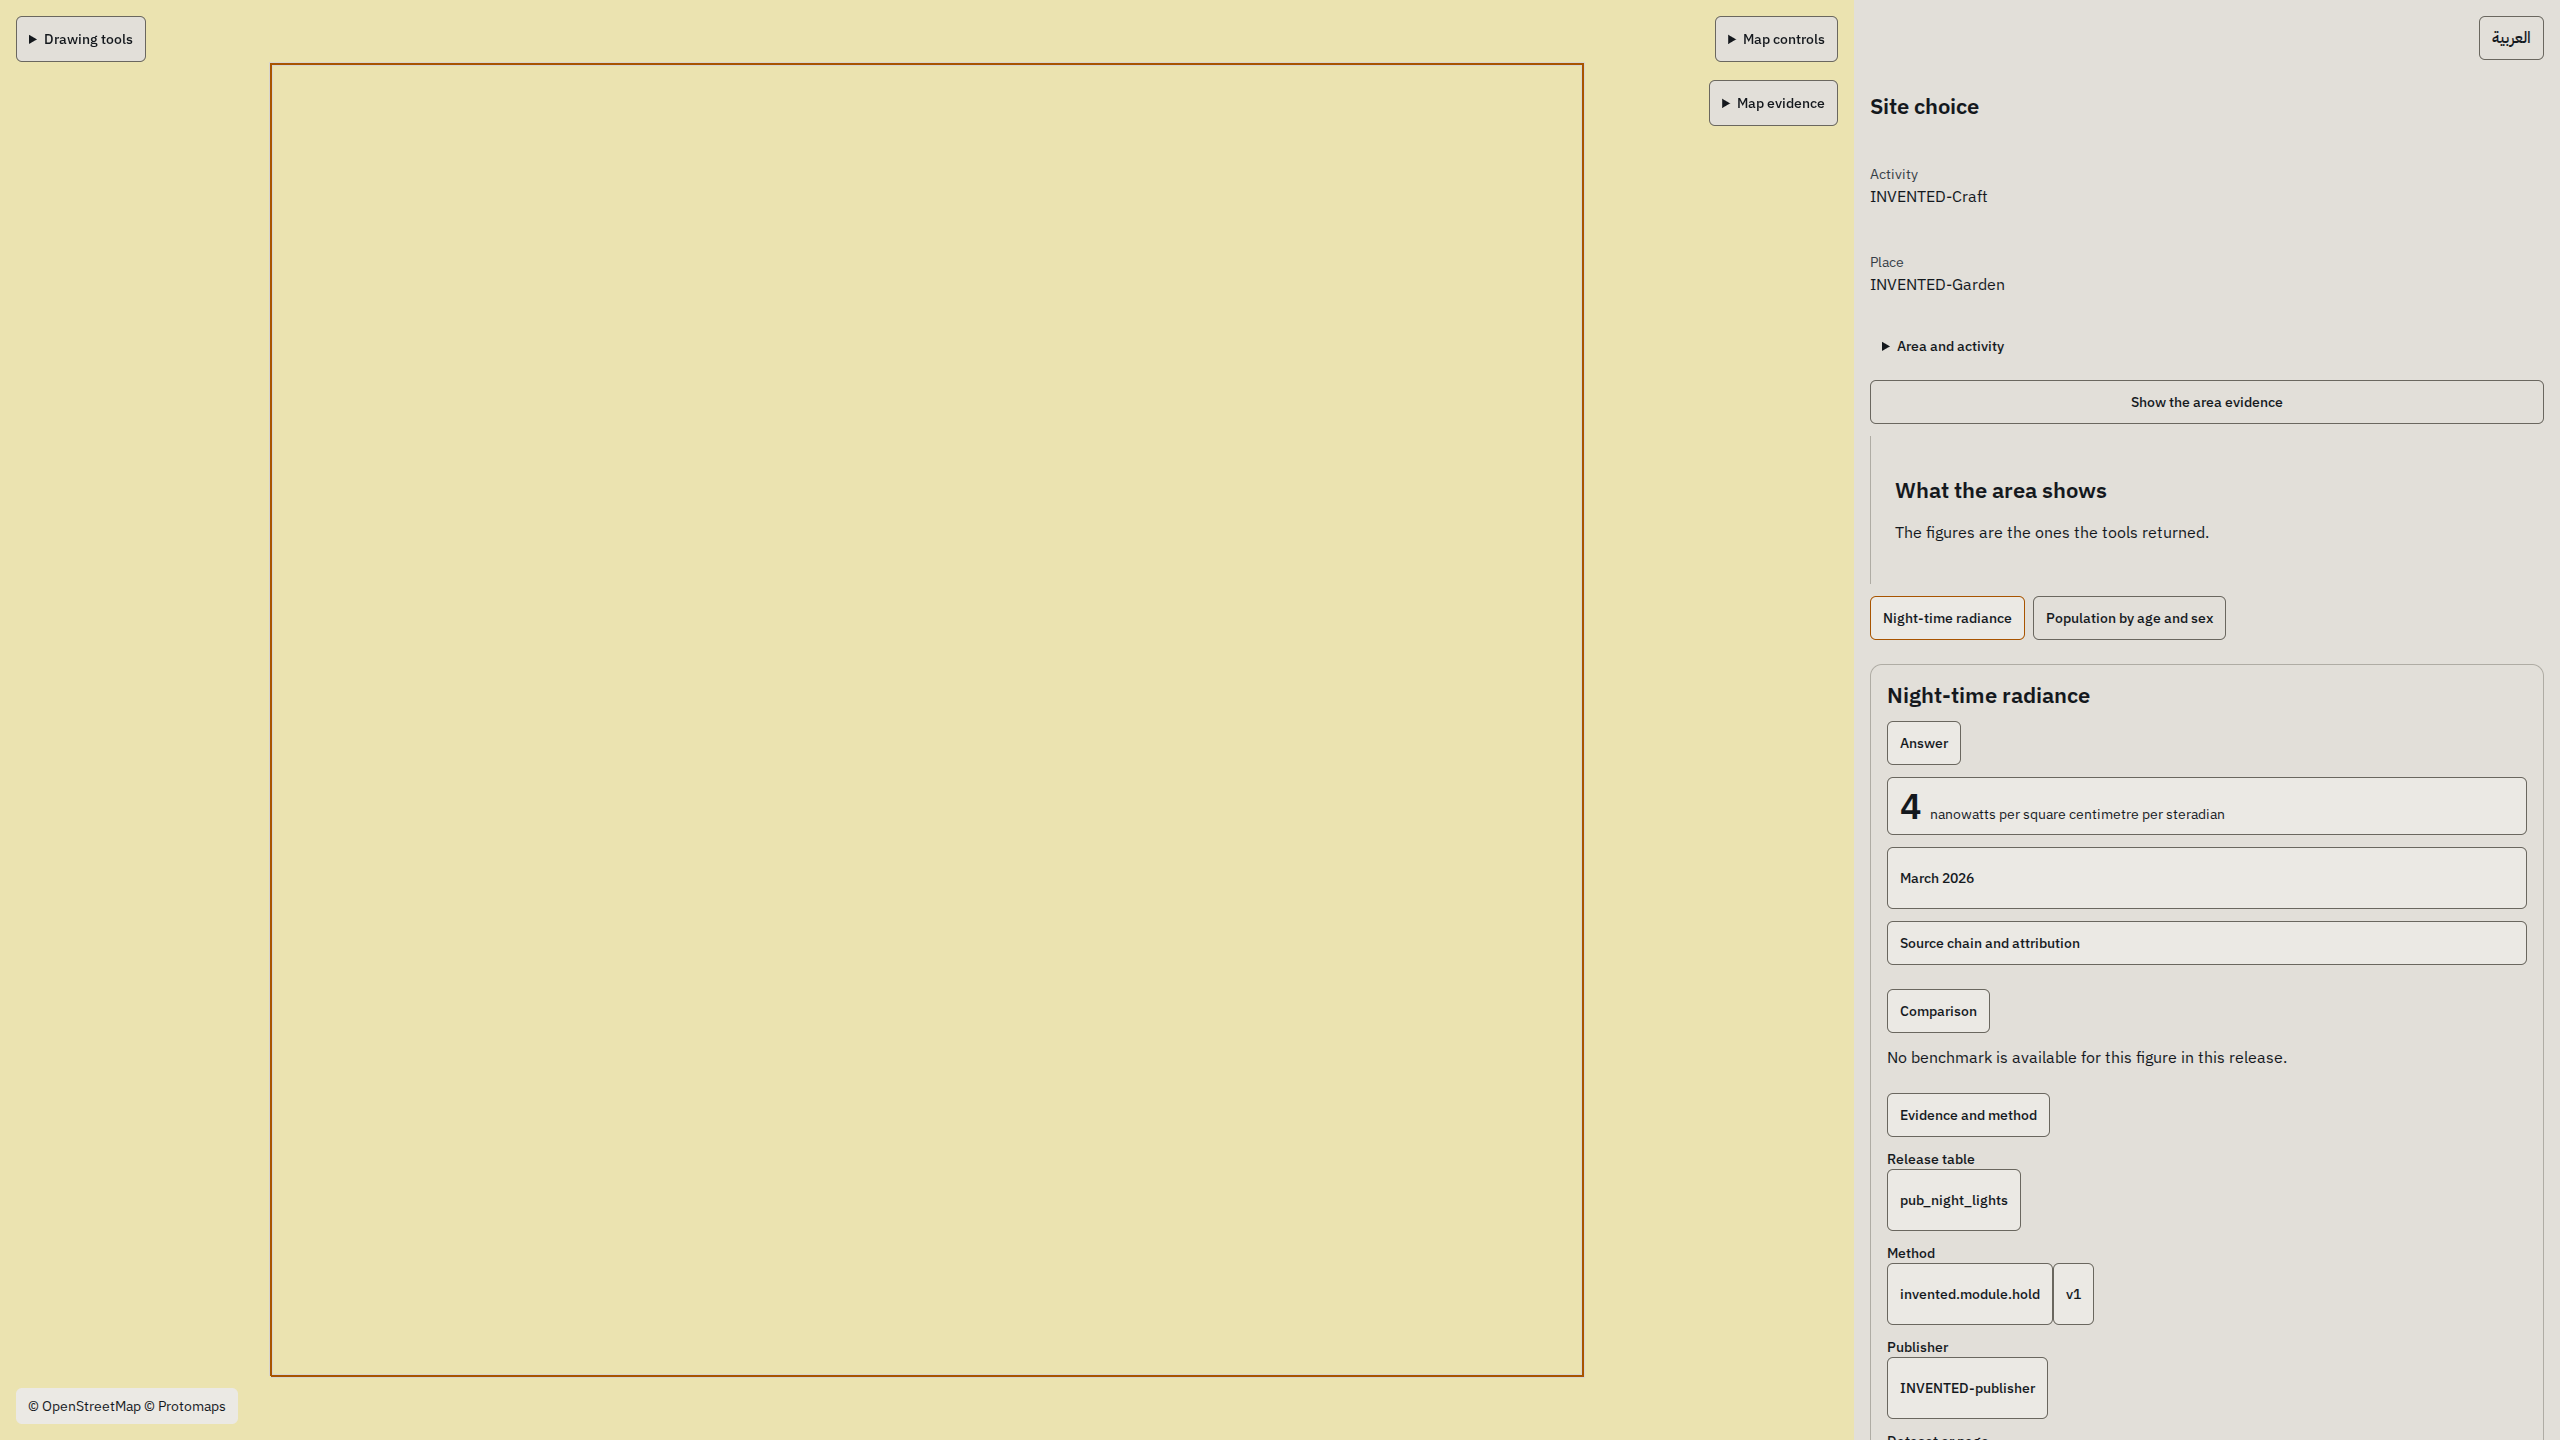 Drawing tools
Map controls
Map evidence
© OpenStreetMap © Protomaps
العربية
Site choice
Activity
INVENTED-Craft
Place
INVENTED-Garden
Area and activity
Show the area evidence
What the area shows
The figures are the ones the tools returned.
Night-time radiance
Population by age and sex
Night-time radiance
Answer
4 nanowatts per square centimetre per steradian
March 2026
Source chain and attribution
Comparison
No benchmark is available for this figure in this release.
Evidence and method
Release table
pub_night_lights
Method
invented.module.hold v1
Publisher
INVENTED-publisher